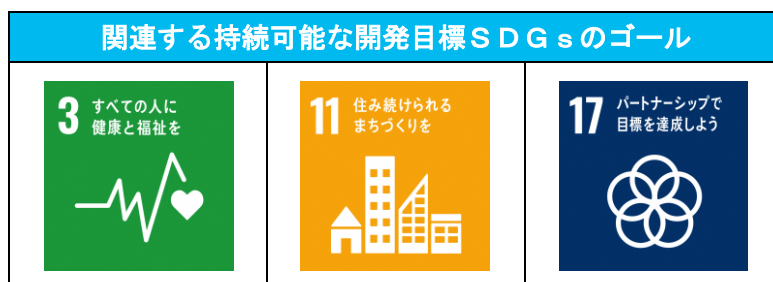 関連する持続可能な開発目標ＳＤＧｓのゴール
3 すべての人に
健康と福祉を
11 住み続けられる
まちづくりを
17 パートナーシップで
目標を達成しよう